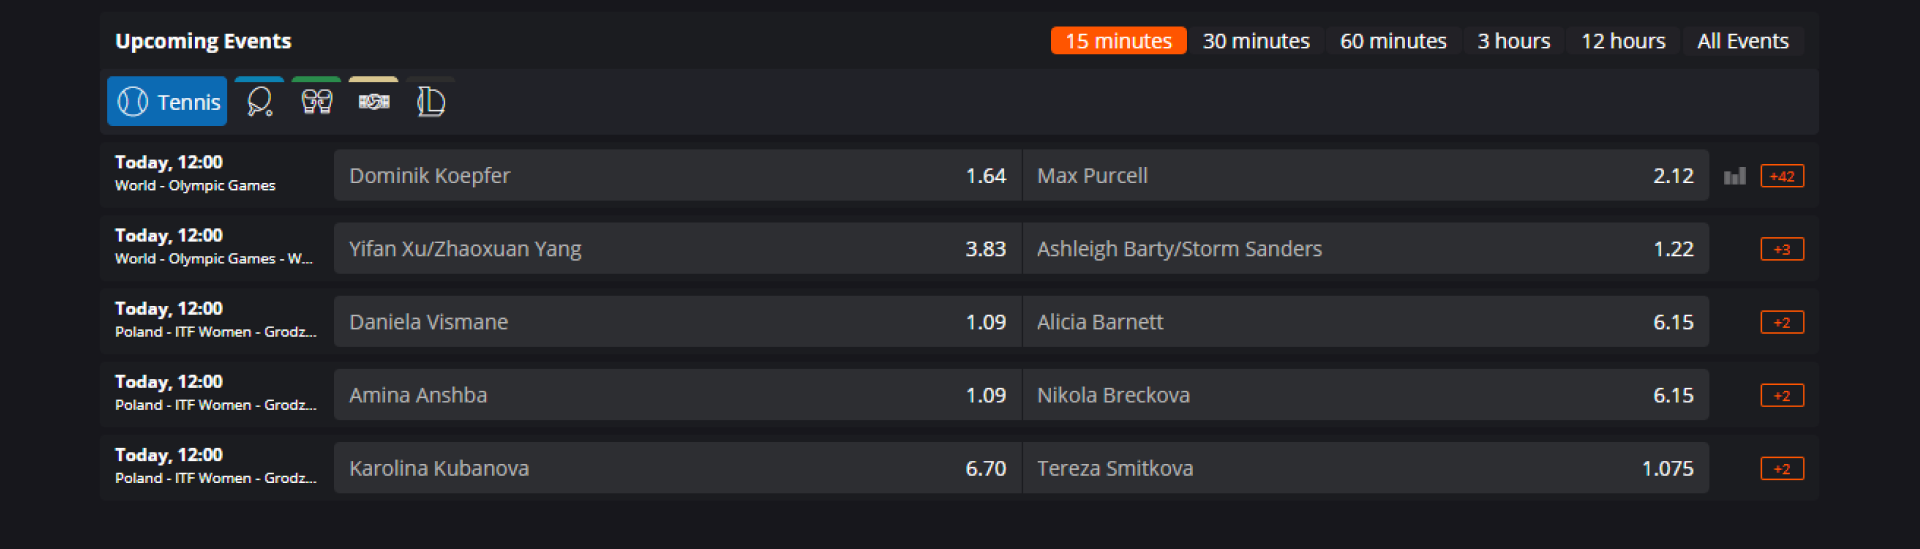 Upcoming Events 15 minutes 30 minutes 60 minutes 3 hours 12 hours All Events
Tennis
Today, 12:00
World - Olympic Games
Dominik Koepfer 1.64 Max Purcell 2.12 +42
Today, 12:00
World - Olympic Games - W...
Yifan Xu/Zhaoxuan Yang 3.83 Ashleigh Barty/Storm Sanders 1.22 +3
Today, 12:00
Poland - ITF Women - Grodz...
Daniela Vismane 1.09 Alicia Barnett 6.15 +2
Today, 12:00
Poland - ITF Women - Grodz...
Amina Anshba 1.09 Nikola Breckova 6.15 +2
Today, 12:00
Poland - ITF Women - Grodz...
Karolina Kubanova 6.70 Tereza Smitkova 1.075 +2